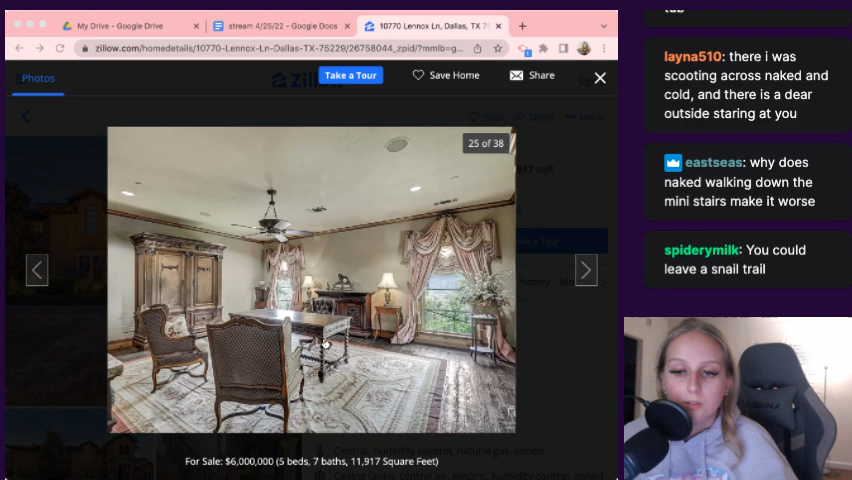 My Drive - Google Drive
stream 4/25/22 - Google Docs
10770 Lennox Ln, Dallas, TX 7
zillow.com/homedetails/10770-Lennox-Ln-Dallas-TX-75229/26758044_zpid/?mmlb=g...
Photos
Take a Tour
Save Home
Share
25 of 38
For Sale: $6,000,000 (5 beds, 7 baths, 11,917 Square Feet)
tub
layna510: there i was
scooting across naked and
cold, and there is a dear
outside staring at you
eastseas: why does
naked walking down the
mini stairs make it worse
spiderymilk: You could
leave a snail trail